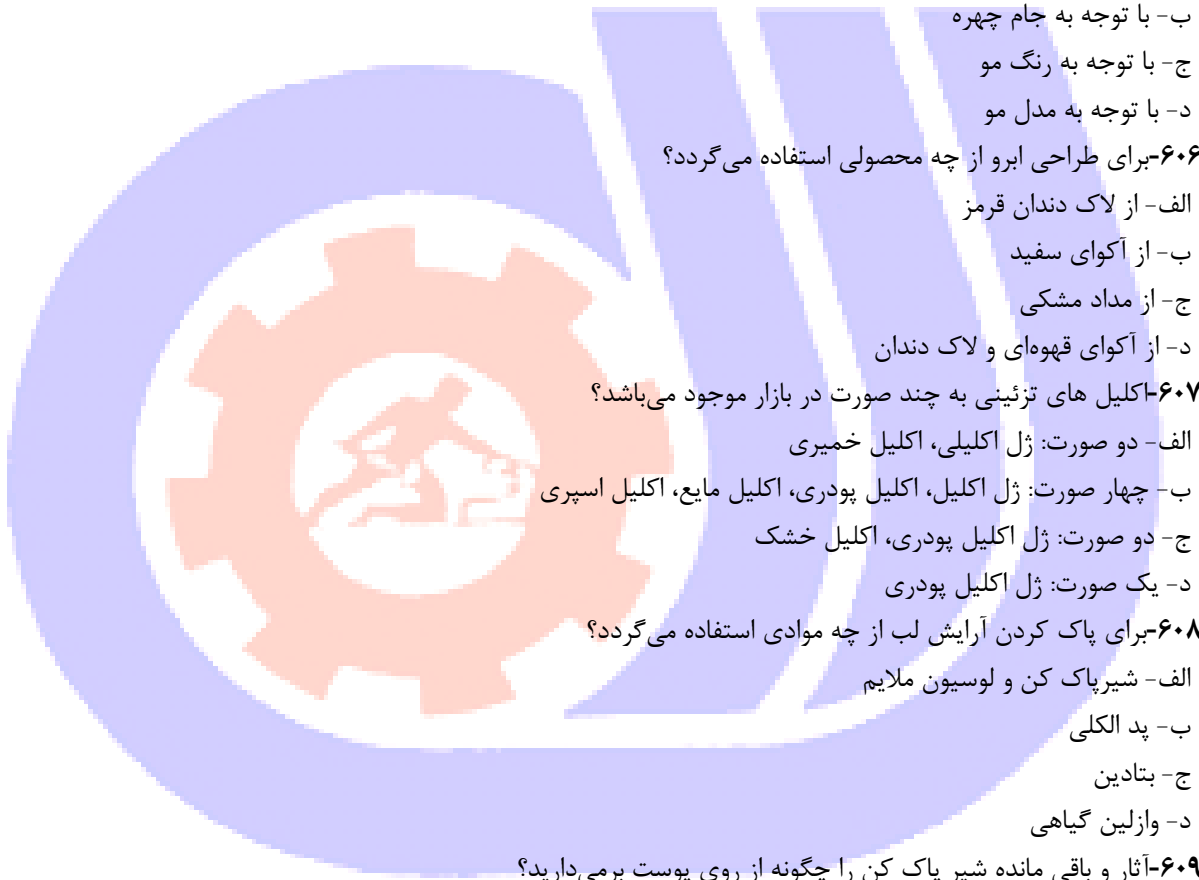 ب- با توجه به جام چهره
ج- با توجه به رنگ مو
د- با توجه به مدل مو
۶۰۶-برای طراحی ابرو از چه محصولی استفاده می‌گردد؟
الف- از لاک دندان قرمز
ب- از آکوای سفید
ج- از مداد مشکی
د- از آکوای قهوه‌ای و لاک دندان
۶۰۷-اکلیل های تزئینی به چند صورت در بازار موجود می‌باشد؟
الف- دو صورت: ژل اکلیلی، اکلیل خمیری
ب- چهار صورت: ژل اکلیل، اکلیل پودری، اکلیل مایع، اکلیل اسپری
ج- دو صورت: ژل اکلیل پودری، اکلیل خشک
د- یک صورت: ژل اکلیل پودری
۶۰۸-برای پاک کردن آرایش لب از چه موادی استفاده می‌گردد؟
الف- شیرپاک کن و لوسیون ملایم
ب- پد الکلی
ج- بتادین
د- وازلین گیاهی
۶۰۹-آثار و باقی مانده شیر پاک کن را چگونه از روی پوست برمی‌دارید؟